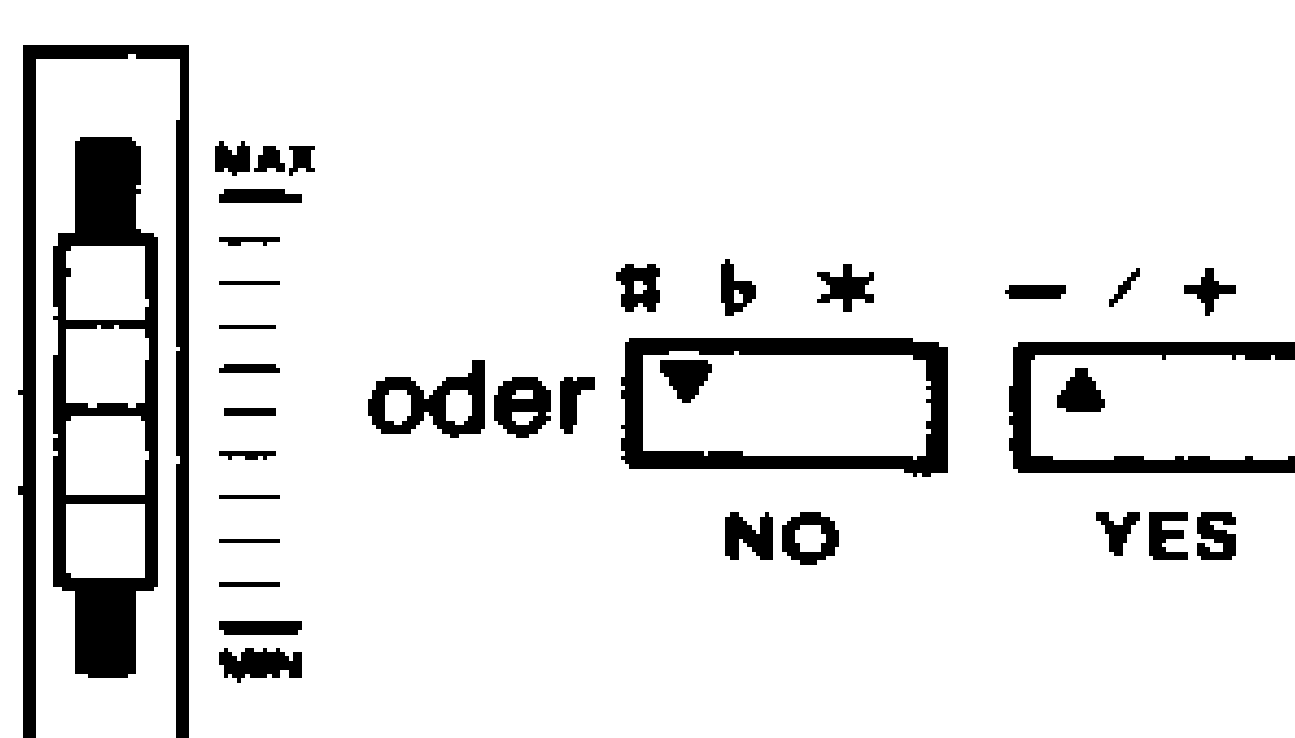 MAX
♯ ♭ * − / +
oder ▼ ▲
NO YES
MIN